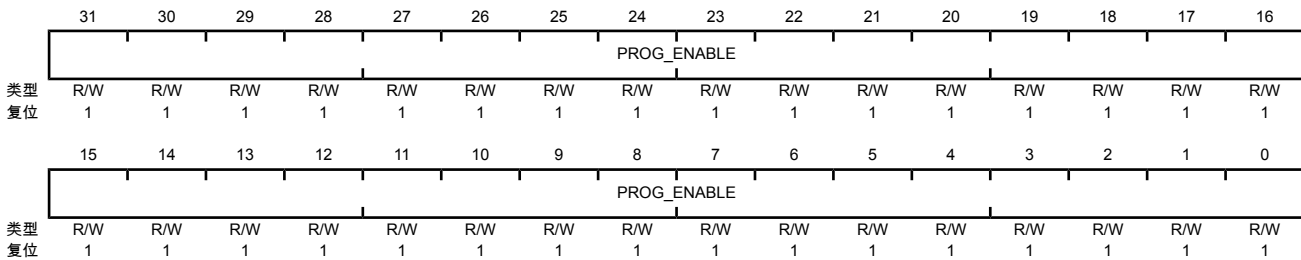 31 30 29 28 27 26 25 24 23 22 21 20 19 18 17 16
PROG_ENABLE
类型 R/W R/W R/W R/W R/W R/W R/W R/W R/W R/W R/W R/W R/W R/W R/W R/W
复位 1 1 1 1 1 1 1 1 1 1 1 1 1 1 1 1
15 14 13 12 11 10 9 8 7 6 5 4 3 2 1 0
PROG_ENABLE
类型 R/W R/W R/W R/W R/W R/W R/W R/W R/W R/W R/W R/W R/W R/W R/W R/W
复位 1 1 1 1 1 1 1 1 1 1 1 1 1 1 1 1